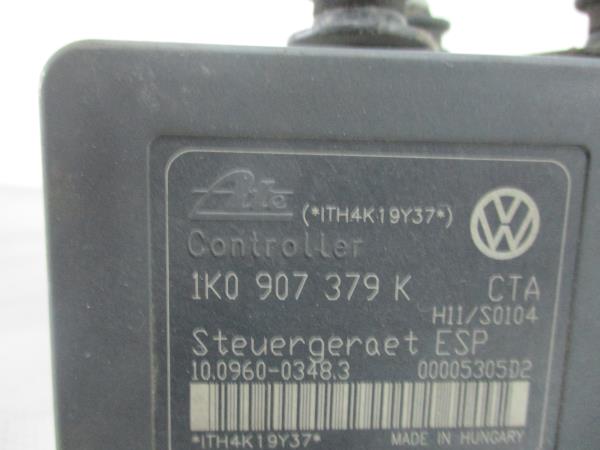 Ate (*ITH4K19Y37*)
Controller
1K0 907 379 K CTA
H11/S0104
Steuergeraet ESP
10.0960-0348.3 00005305D2
*ITH4K19Y37* MADE IN HUNGARY